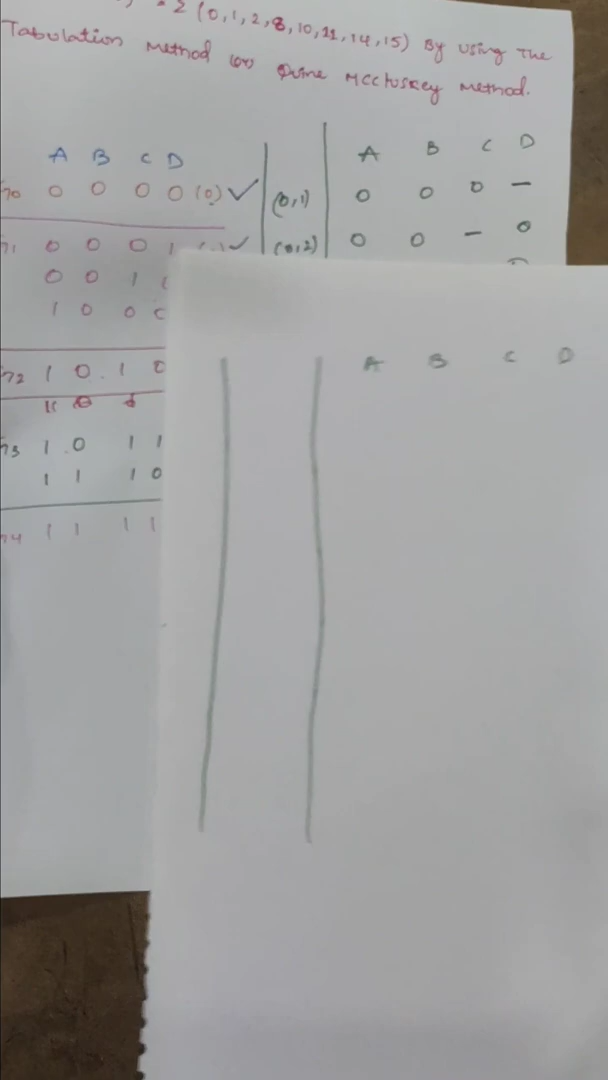 = Σ (0,1,2,8,10,11,14,15) By Using The
Tabulation Method (or) Quine MCCluskey Method.
A B C D
0 0 0 0 (0) ✓
0 0 0 1
0 0 1
1 0 0
1 0 1 0
1 0 1 1
1 1 1 0
1 1 1 1
A B C D
(0,1) 0 0 0 —
(0,2) 0 0 — 0
A B C D